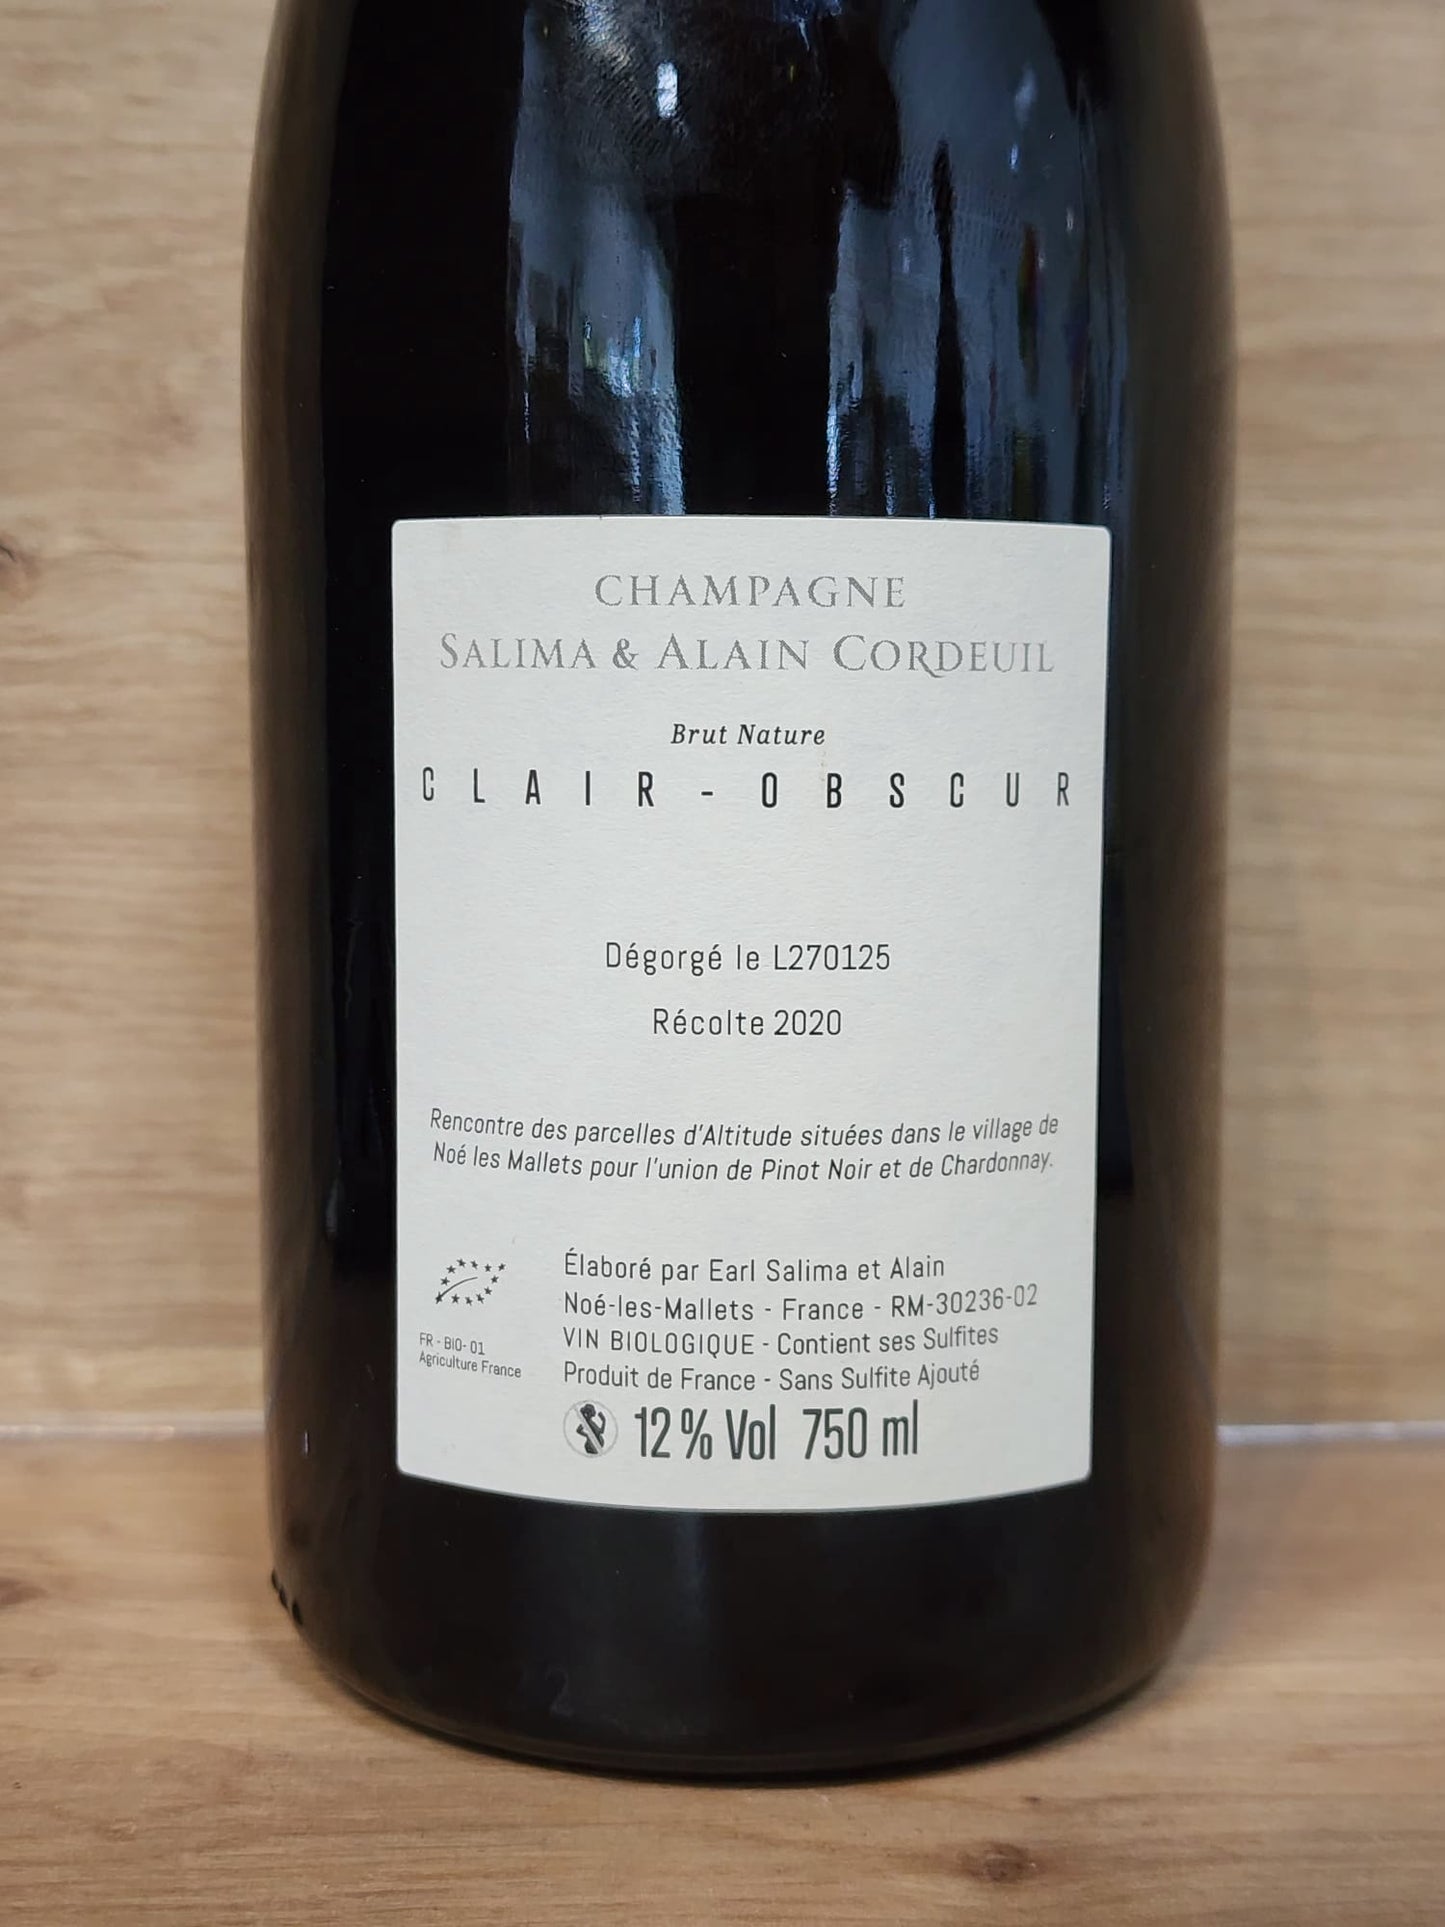 CHAMPAGNE
SALIMA & ALAIN CORDEUIL
Brut Nature
CLAIR-OBSCUR
Dégorgé le L270125
Récolte 2020
Rencontre des parcelles d'Altitude situées dans le village de
Noé les Mallets pour l'union de Pinot Noir et de Chardonnay.
Élaboré par Earl Salima et Alain
Noé-les-Mallets - France - RM-30236-02
VIN BIOLOGIQUE - Contient ses Sulfites
Produit de France - Sans Sulfite Ajouté
FR - BIO- 01
Agriculture France
12 % Vol 750 ml